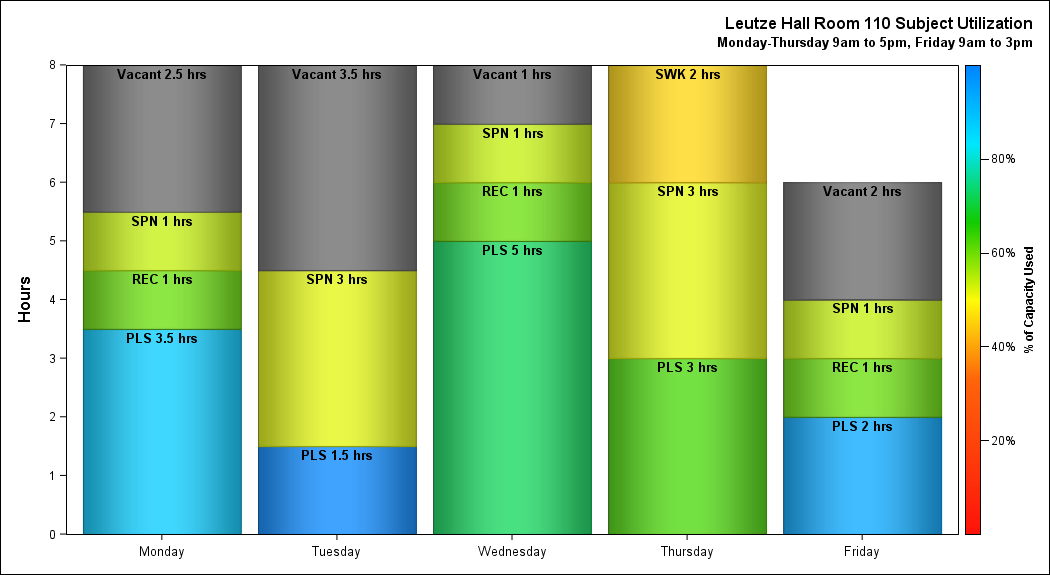 Leutze Hall Room 110 Subject Utilization
Monday-Thursday 9am to 5pm, Friday 9am to 3pm
Hours
8
7
6
5
4
3
2
1
0
Vacant 2.5 hrs
SPN 1 hrs
REC 1 hrs
PLS 3.5 hrs
Vacant 3.5 hrs
SPN 3 hrs
PLS 1.5 hrs
Vacant 1 hrs
SPN 1 hrs
REC 1 hrs
PLS 5 hrs
SWK 2 hrs
SPN 3 hrs
PLS 3 hrs
Vacant 2 hrs
SPN 1 hrs
REC 1 hrs
PLS 2 hrs
Monday
Tuesday
Wednesday
Thursday
Friday
80%
60%
40%
20%
% of Capacity Used